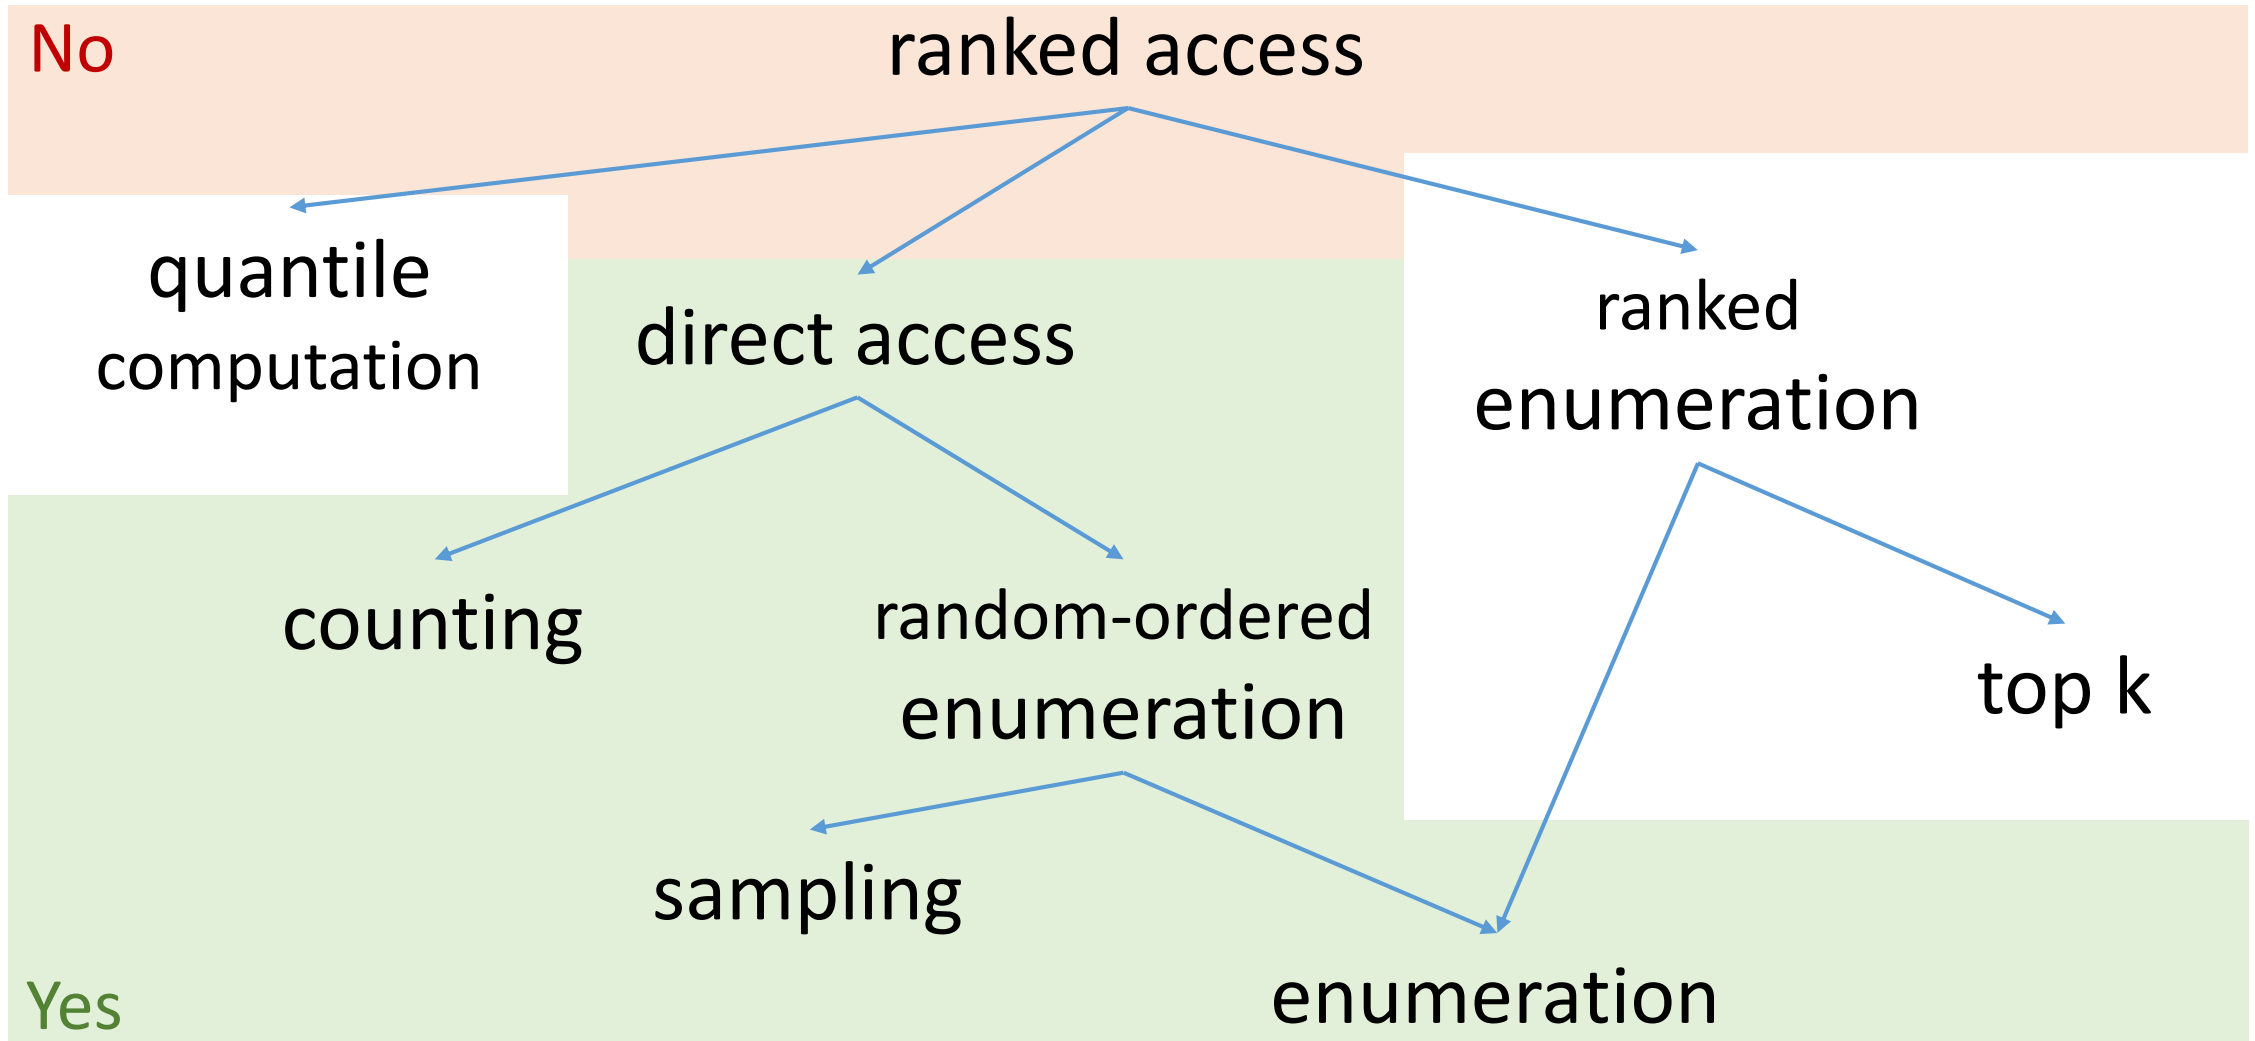 No
ranked access
quantile
computation
direct access
ranked
enumeration
counting
random-ordered
enumeration
top k
sampling
enumeration
Yes